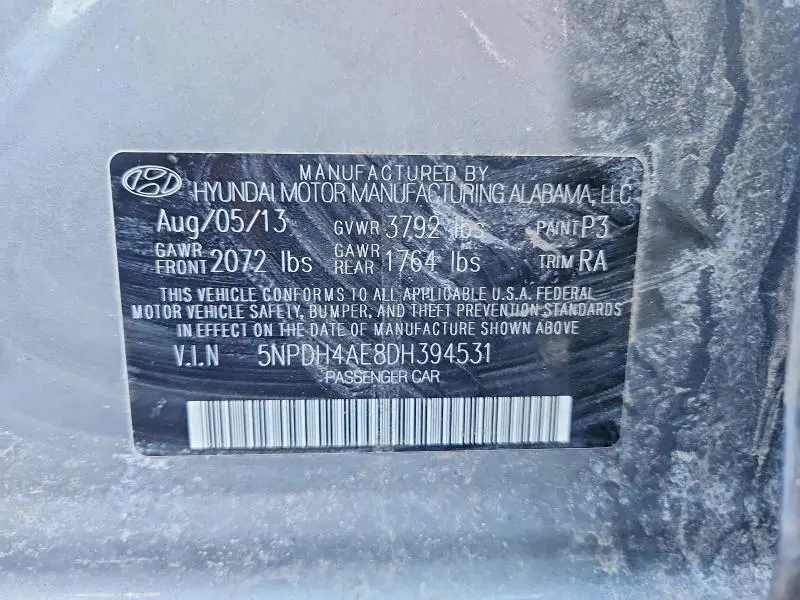 MANUFACTURED BY
HYUNDAI MOTOR MANUFACTURING ALABAMA, LLC
Aug/05/13 GVWR 3792 lbs PAINT P3
GAWR FRONT 2072 lbs GAWR REAR 1764 lbs TRIM RA
THIS VEHICLE CONFORMS TO ALL APPLICABLE U.S.A. FEDERAL
MOTOR VEHICLE SAFETY, BUMPER, AND THEFT PREVENTION STANDARDS
IN EFFECT ON THE DATE OF MANUFACTURE SHOWN ABOVE.
V.I.N 5NPDH4AE8DH394531
PASSENGER CAR